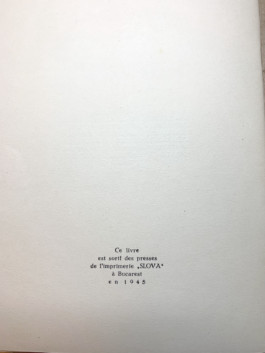 Ce livre
est sorti des presses
de l'imprimerie „SLOVA"
à Bucarest
en 1945